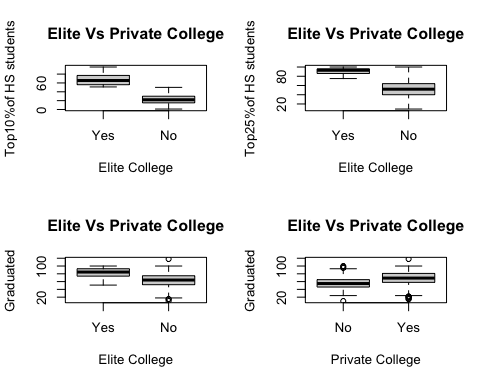 Elite Vs Private College
Top10%of HS students
60
0
Yes No
Elite College
Elite Vs Private College
Top25%of HS students
80
20
Yes No
Elite College
Elite Vs Private College
Graduated
100
20
Yes No
Elite College
Elite Vs Private College
Graduated
100
20
No Yes
Private College